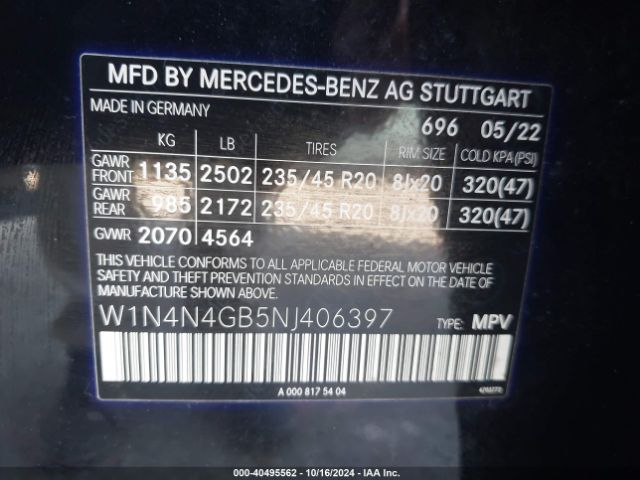 MFD BY MERCEDES-BENZ AG STUTTGART
MADE IN GERMANY 696 05/22
KG LB TIRES RIM SIZE COLD KPA(PSI)
GAWR FRONT 1135 2502 235/45 R20 8Jx20 320(47)
GAWR REAR 985 2172 235/45 R20 8Jx20 320(47)
GVWR 2070 4564
THIS VEHICLE CONFORMS TO ALL APPLICABLE FEDERAL MOTOR VEHICLE
SAFETY AND THEFT PREVENTION STANDARDS IN EFFECT ON THE DATE
OF MANUFACTURE SHOWN ABOVE.
W1N4N4GB5NJ406397 TYPE: MPV
A 000 817 54 04
000-40495562 - 10/16/2024 - IAA Inc.